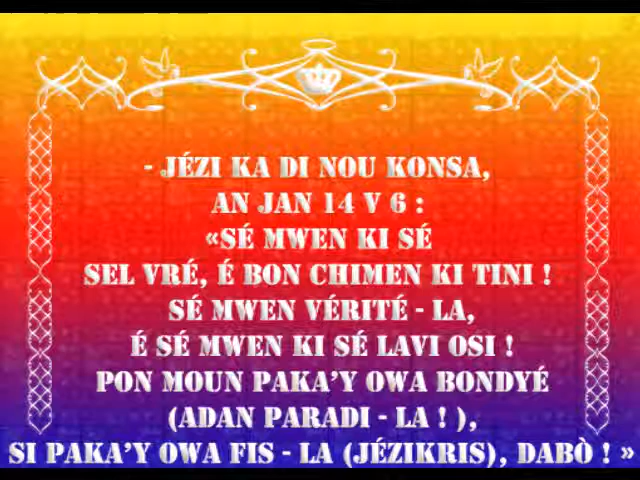 - JÉZI KA DI NOU KONSA,
AN JAN 14 V 6 :
«SÉ MWEN KI SÉ
SEL VRÉ, É BON CHIMEN KI TINI !
SÉ MWEN VÉRITÉ - LA,
É SÉ MWEN KI SÉ LAVI OSI !
PON MOUN PAKA'Y OWA BONDYÉ
(ADAN PARADI - LA ! ),
SI PAKA'Y OWA FIS - LA (JÉZIKRIS), DABÒ ! »